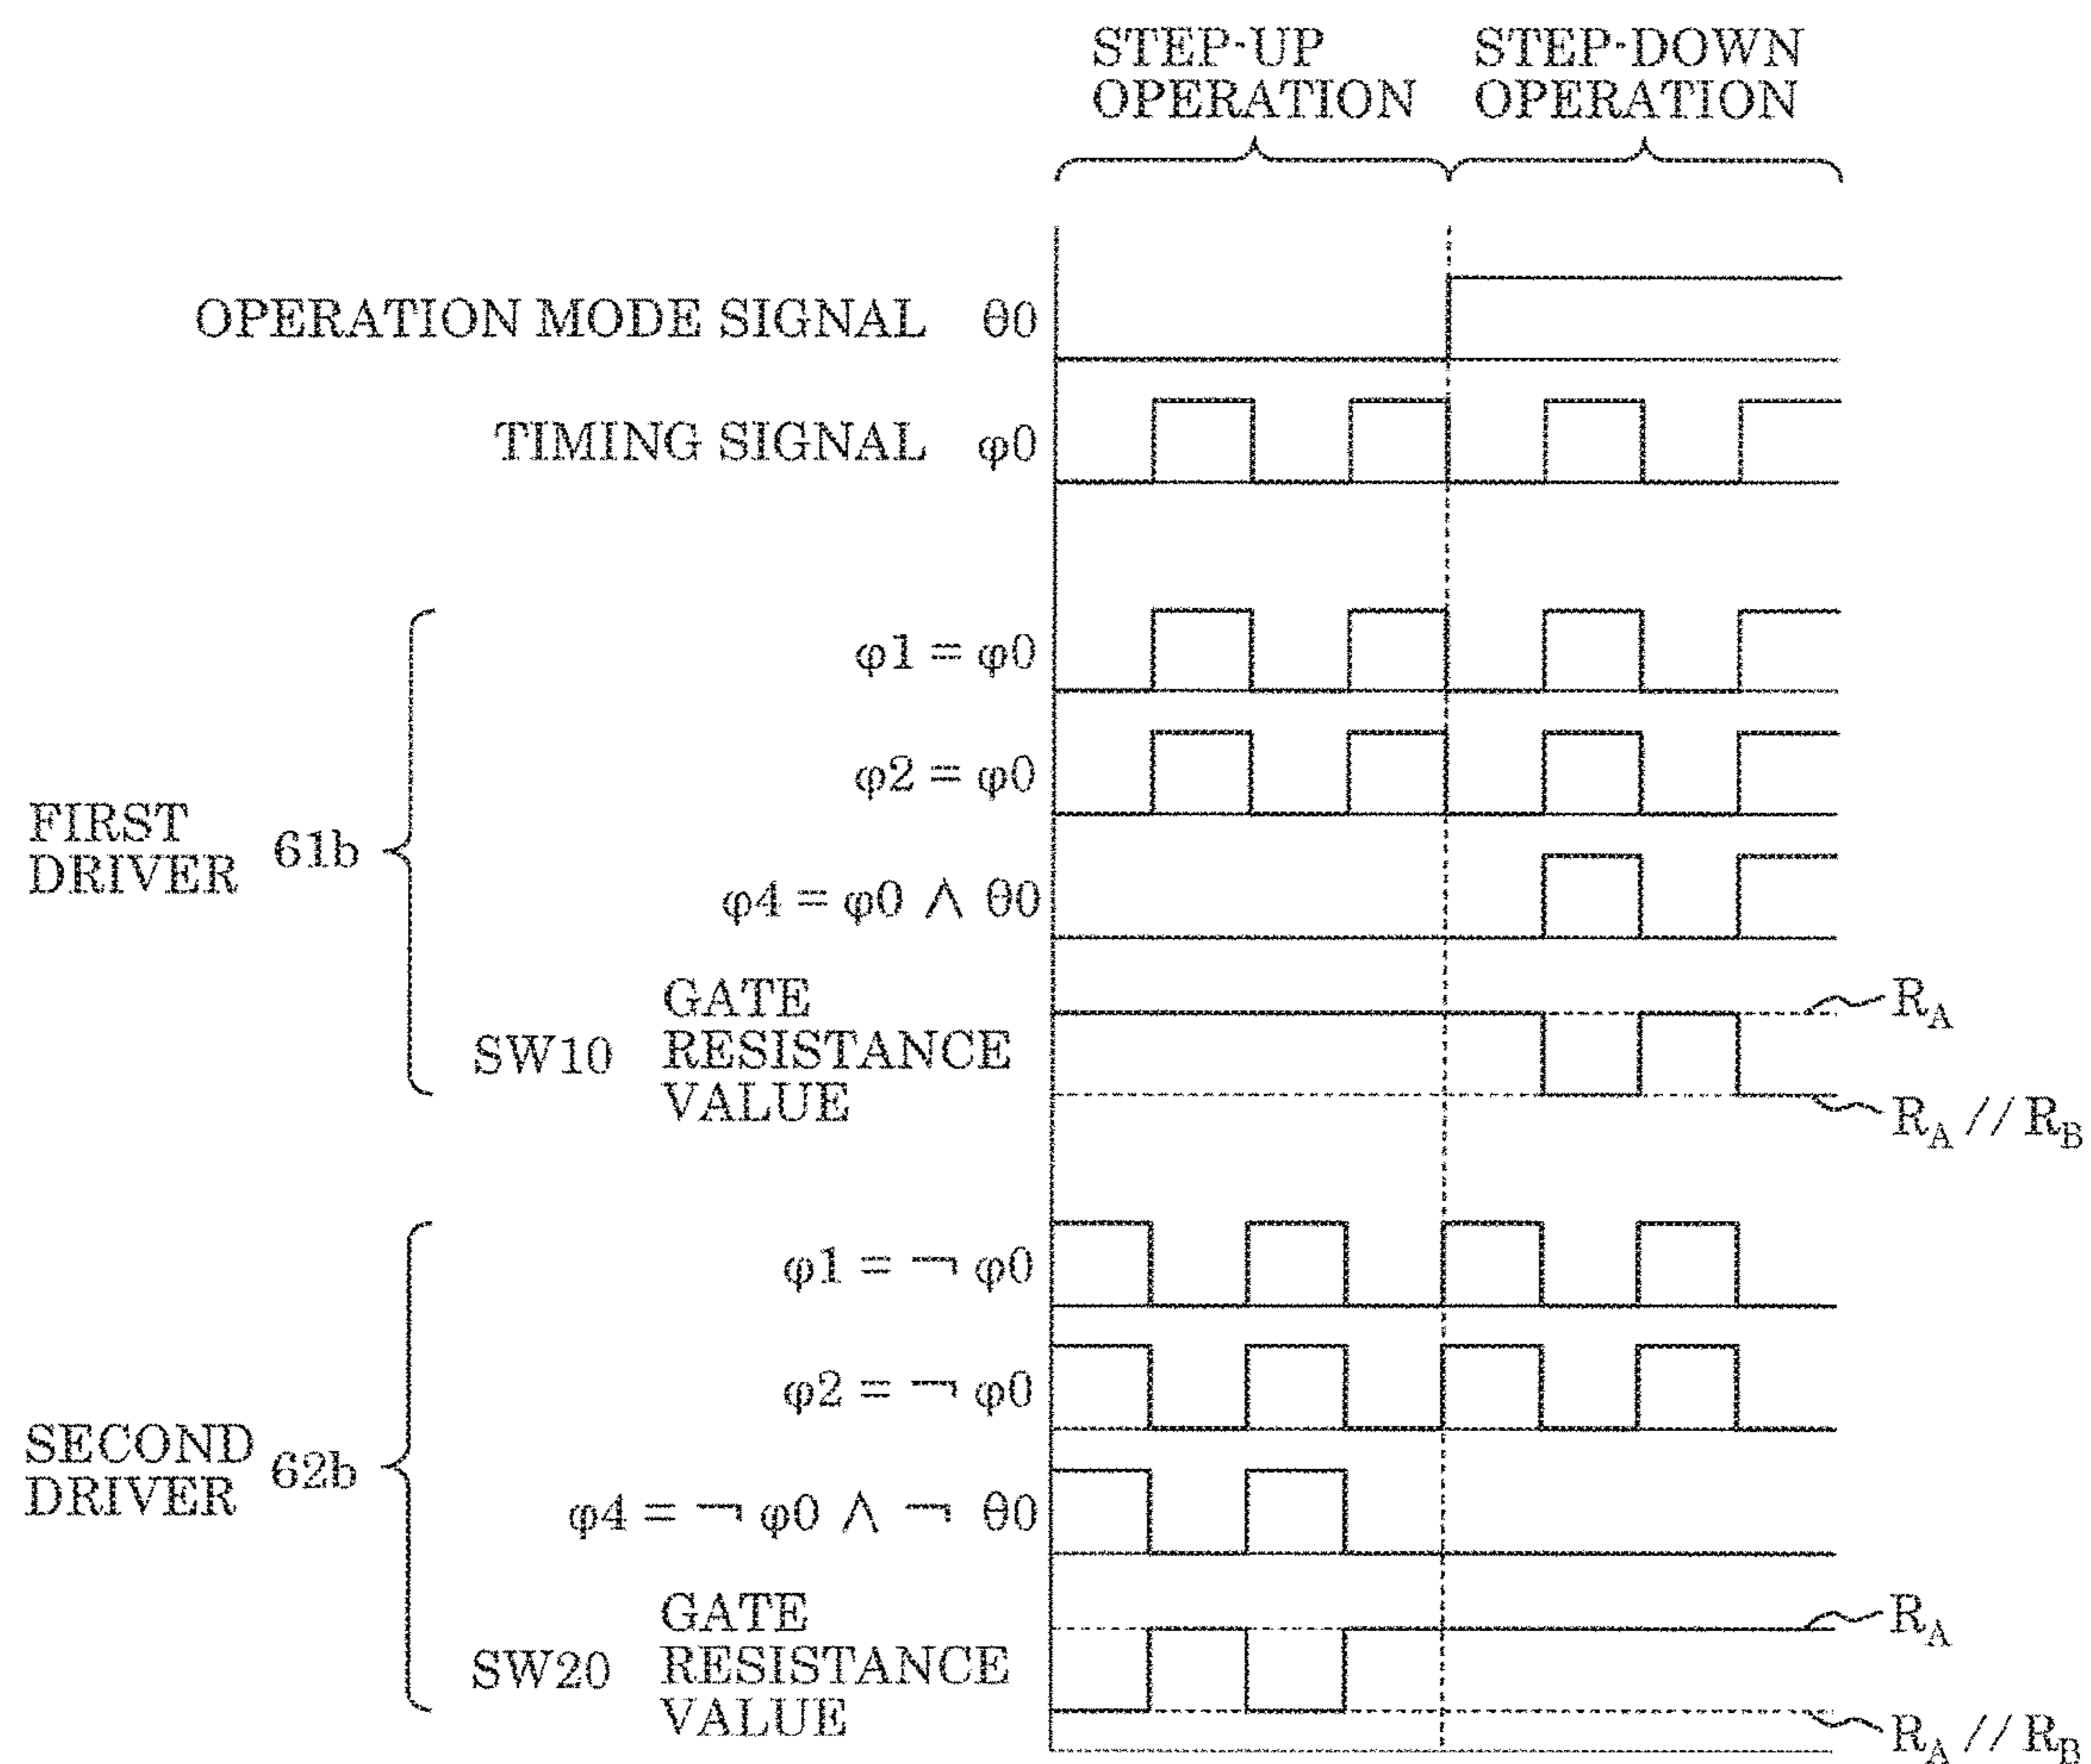 STEP-UP
OPERATION
STEP-DOWN
OPERATION
OPERATION MODE SIGNAL θ0
TIMING SIGNAL φ0
FIRST
DRIVER
61b
φ1 = φ0
φ2 = φ0
φ4 = φ0 ∧ θ0
SW10
GATE
RESISTANCE
VALUE
R_A
R_A // R_B
SECOND
DRIVER
62b
φ1 = ¬ φ0
φ2 = ¬ φ0
φ4 = ¬ φ0 ∧ ¬ θ0
SW20
GATE
RESISTANCE
VALUE
R_A
R_A // R_B